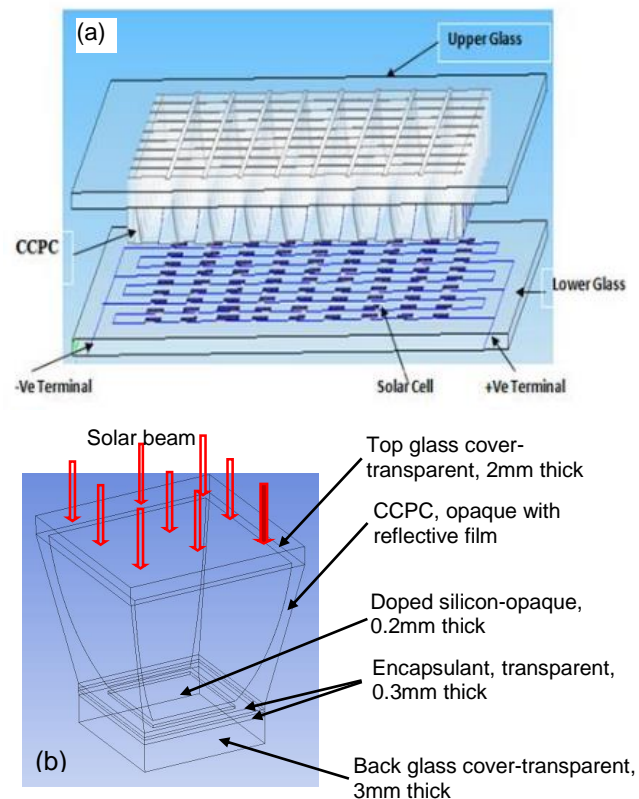 (a)
Upper Glass
CCPC
Lower Glass
-Ve Terminal
Solar Cell
+Ve Terminal
Solar beam
Top glass cover-
transparent, 2mm thick
CCPC, opaque with
reflective film
Doped silicon-opaque,
0.2mm thick
Encapsulant, transparent,
0.3mm thick
(b)
Back glass cover-transparent,
3mm thick